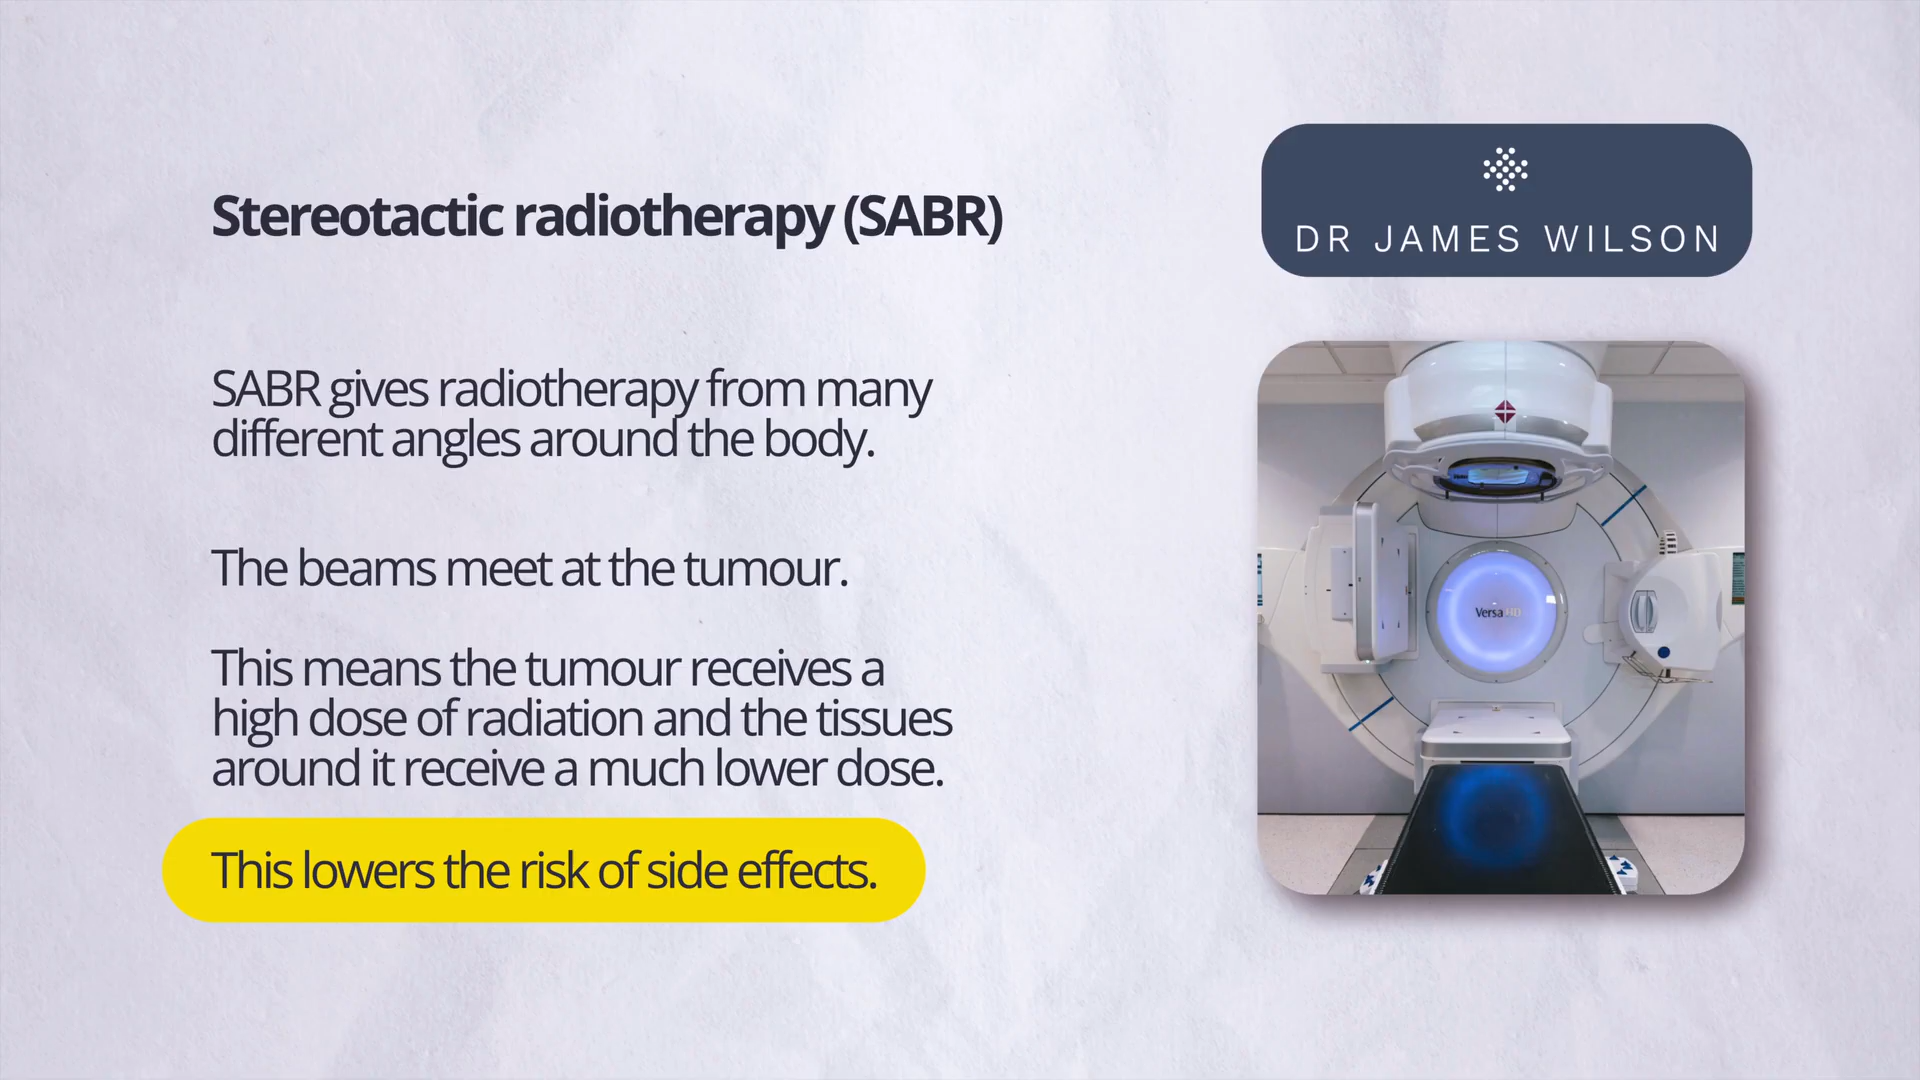 Stereotactic radiotherapy (SABR)
SABR gives radiotherapy from many
different angles around the body.
The beams meet at the tumour.
This means the tumour receives a
high dose of radiation and the tissues
around it receive a much lower dose.
This lowers the risk of side effects.
DR JAMES WILSON
Versa HD